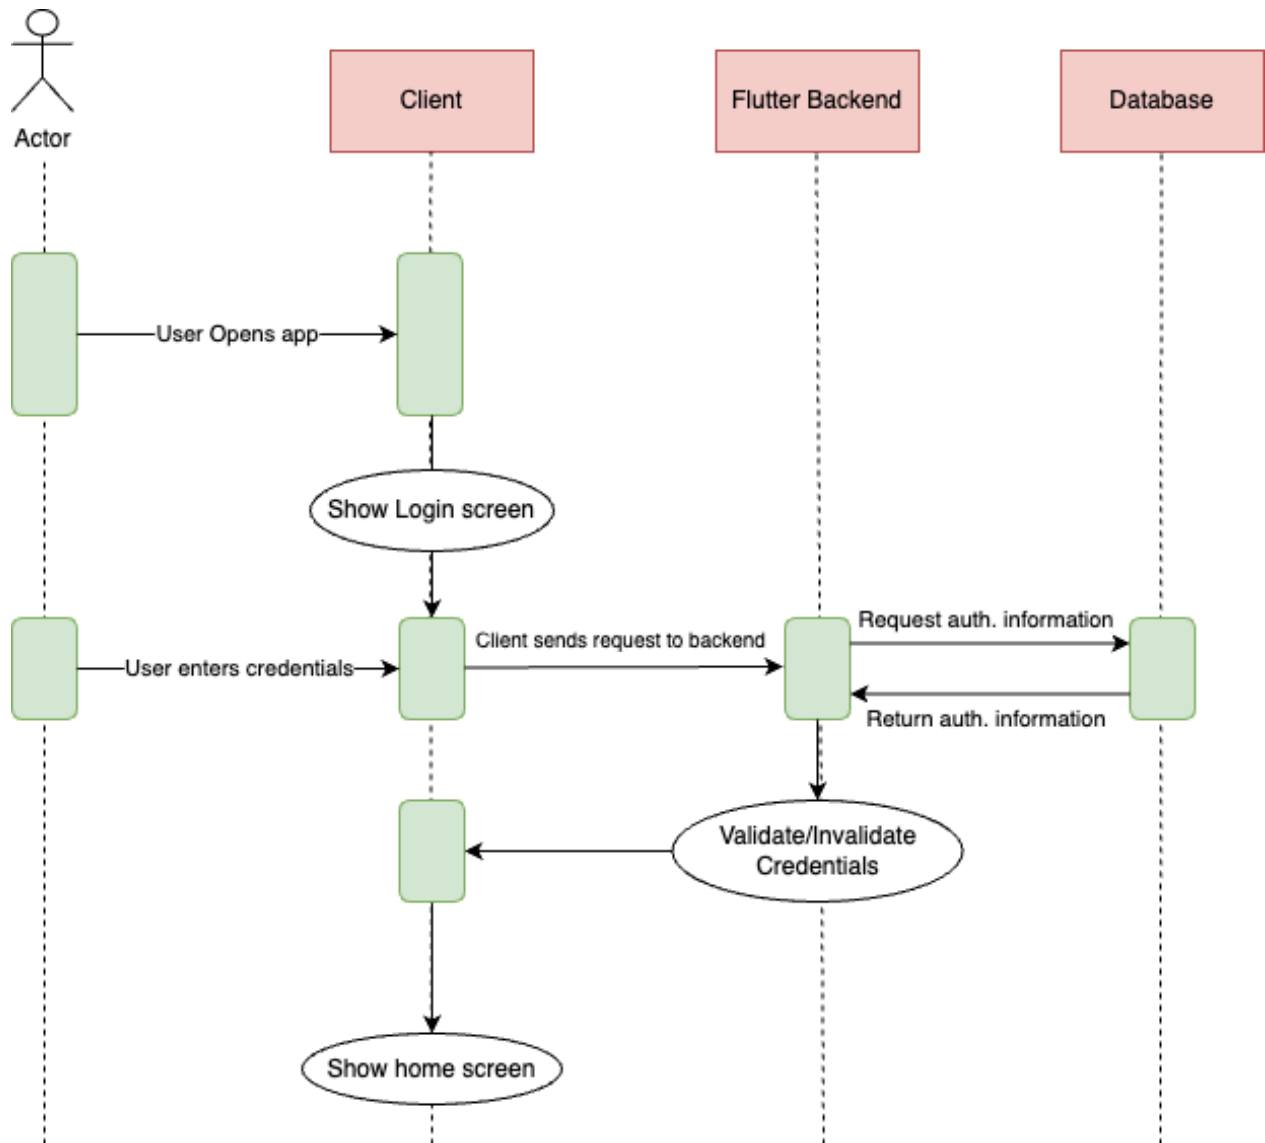 Actor
Client
Flutter Backend
Database
User Opens app
Show Login screen
Request auth. information
Client sends request to backend
User enters credentials
Return auth. information
Validate/Invalidate
Credentials
Show home screen